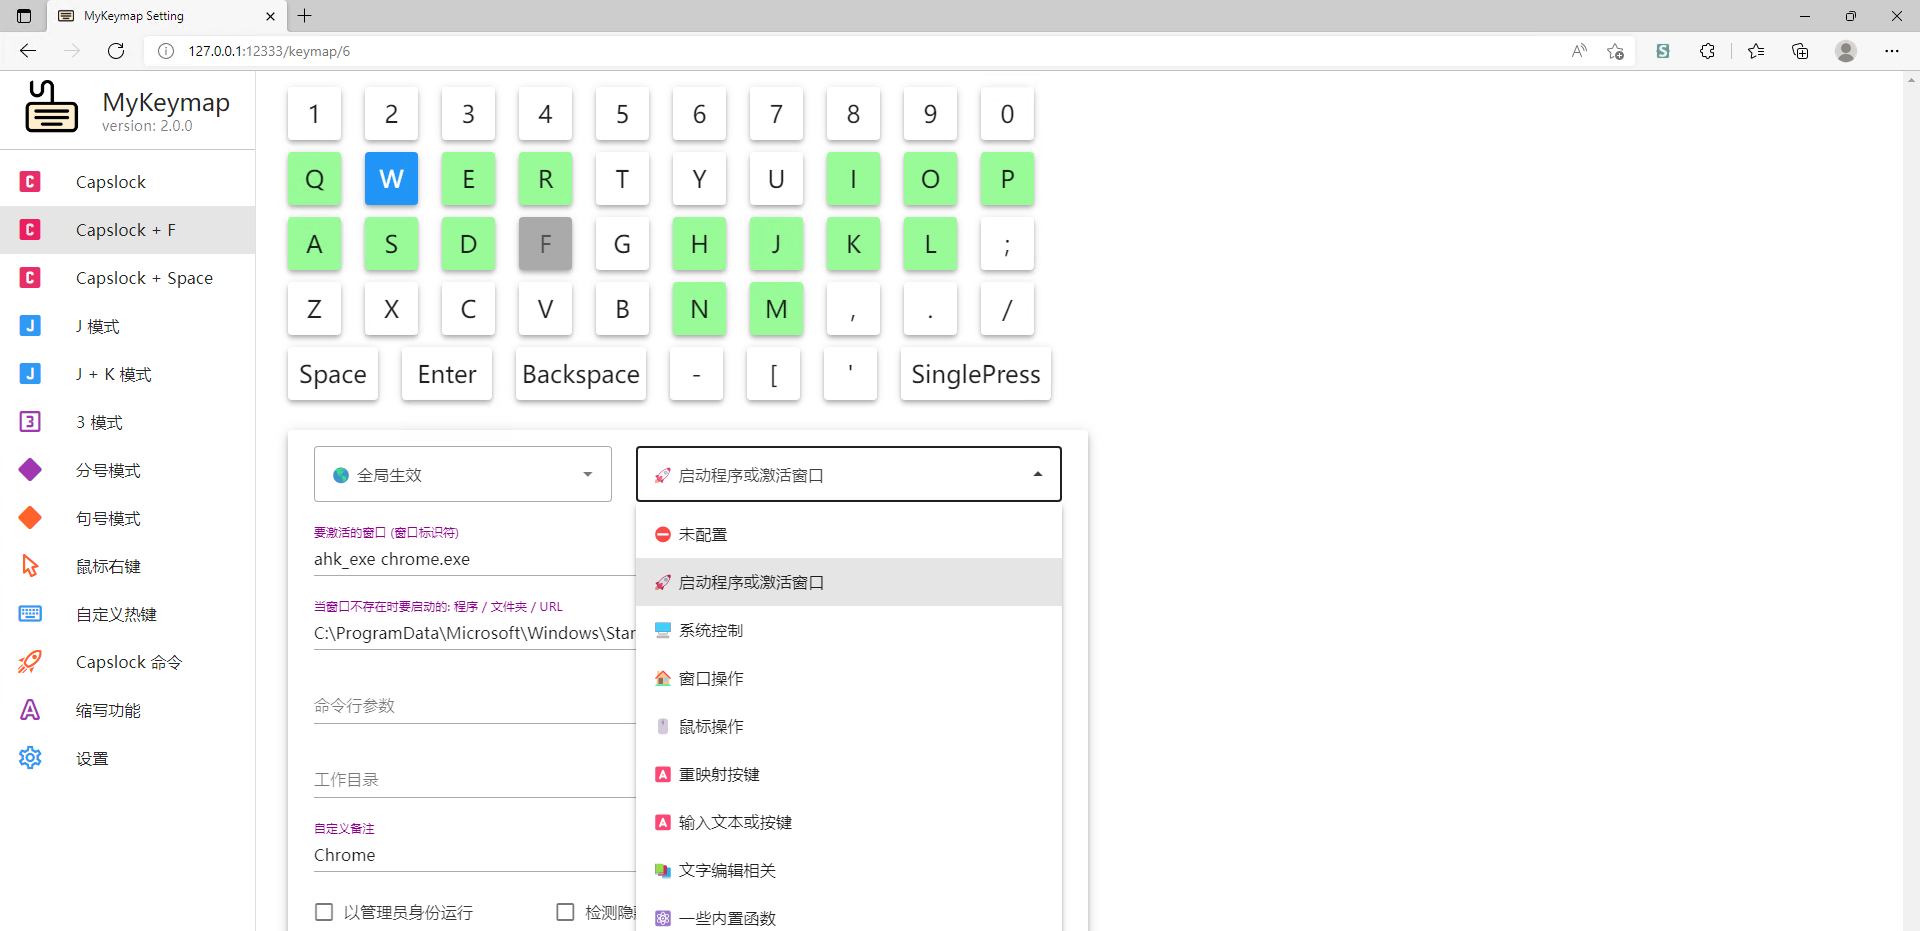 MyKeymap Setting
127.0.0.1:12333/keymap/6
MyKeymap
version: 2.0.0
Capslock
Capslock + F
Capslock + Space
J 模式
J + K 模式
3 模式
分号模式
句号模式
鼠标右键
自定义热键
Capslock 命令
缩写功能
设置
1 2 3 4 5 6 7 8 9 0
Q W E R T Y U I O P
A S D F G H J K L ;
Z X C V B N M , . /
Space Enter Backspace - [ ' SinglePress
全局生效
启动程序或激活窗口
要激活的窗口 (窗口标识符)
ahk_exe chrome.exe
当窗口不存在时要启动的: 程序 / 文件夹 / URL
C:\ProgramData\Microsoft\Windows\Star
命令行参数
工作目录
自定义备注
Chrome
以管理员身份运行
检测隐
未配置
启动程序或激活窗口
系统控制
窗口操作
鼠标操作
重映射按键
输入文本或按键
文字编辑相关
一些内置函数